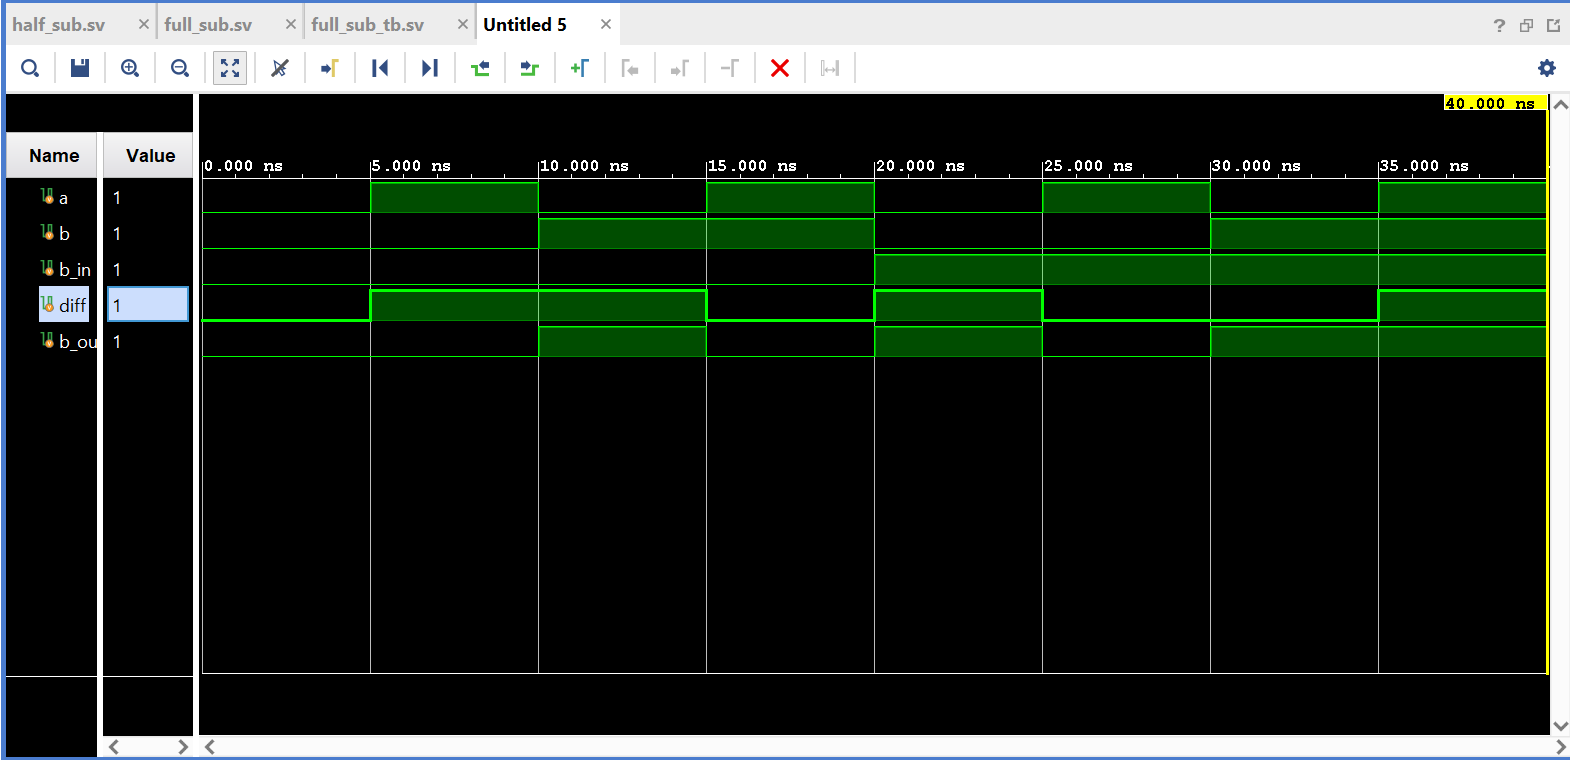 half_sub.sv × full_sub.sv × full_sub_tb.sv × Untitled 5 ×
?
40.000 ns
Name Value
0.000 ns 5.000 ns 10.000 ns 15.000 ns 20.000 ns 25.000 ns 30.000 ns 35.000 ns
a 1
b 1
b_in 1
diff 1
b_ou 1